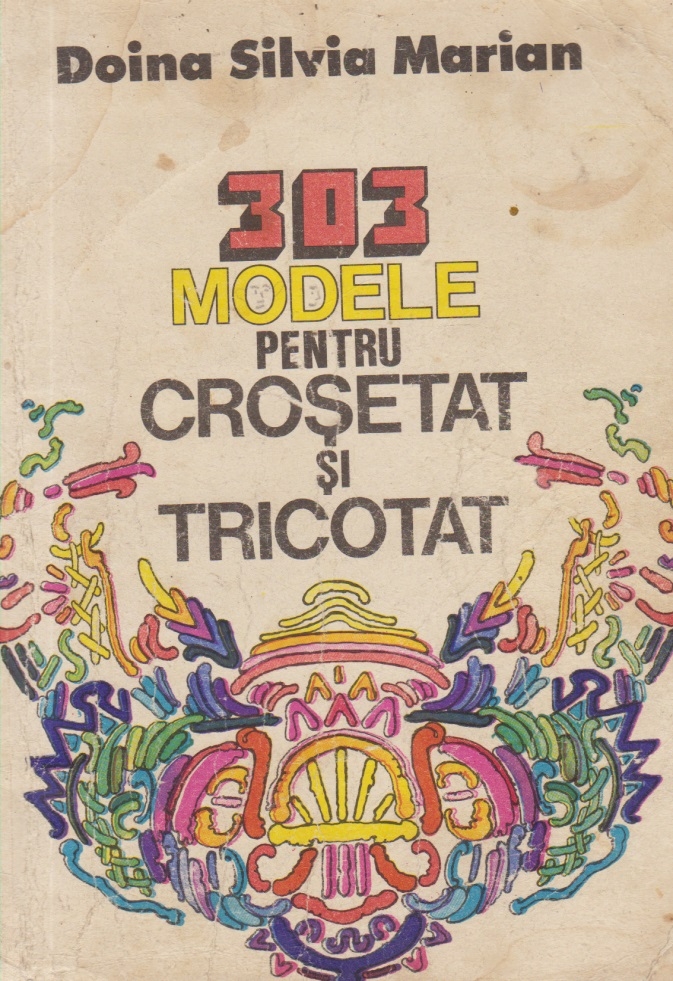 Doina Silvia Marian
303
MODELE
PENTRU
CROȘETAT
ȘI
TRICOTAT